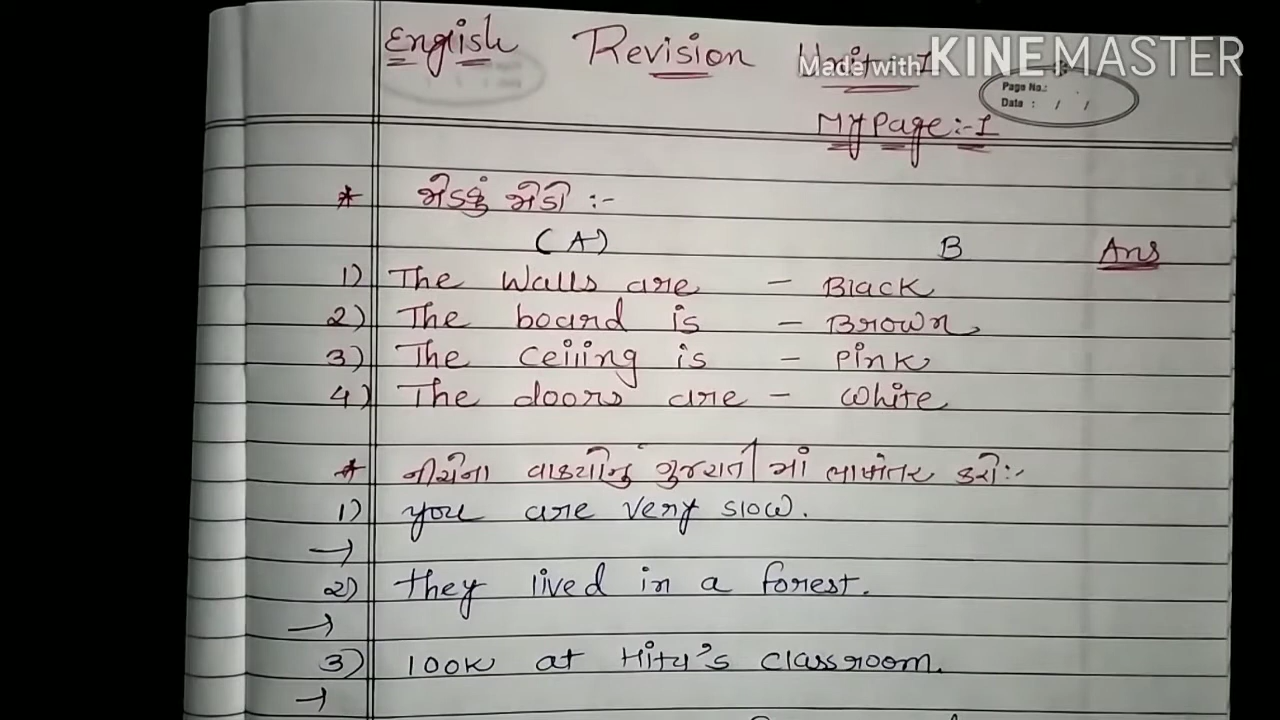 English Revision Unit:-I
Made with KINEMASTER
Page No.:
Date : / /
My Page:-I
* જોડકું જોડો :-
(A) B Ans
1) The Walls are - Black
2) The board is - Brown
3) The ceiling is - Pink
4) The doors are - White
* નીચેના વાક્યોનું ગુજરાતી માં ભાષાંતર કરો:-
1) you are very slow.
→
2) they lived in a forest.
→
3) look at Hity's classroom.
→